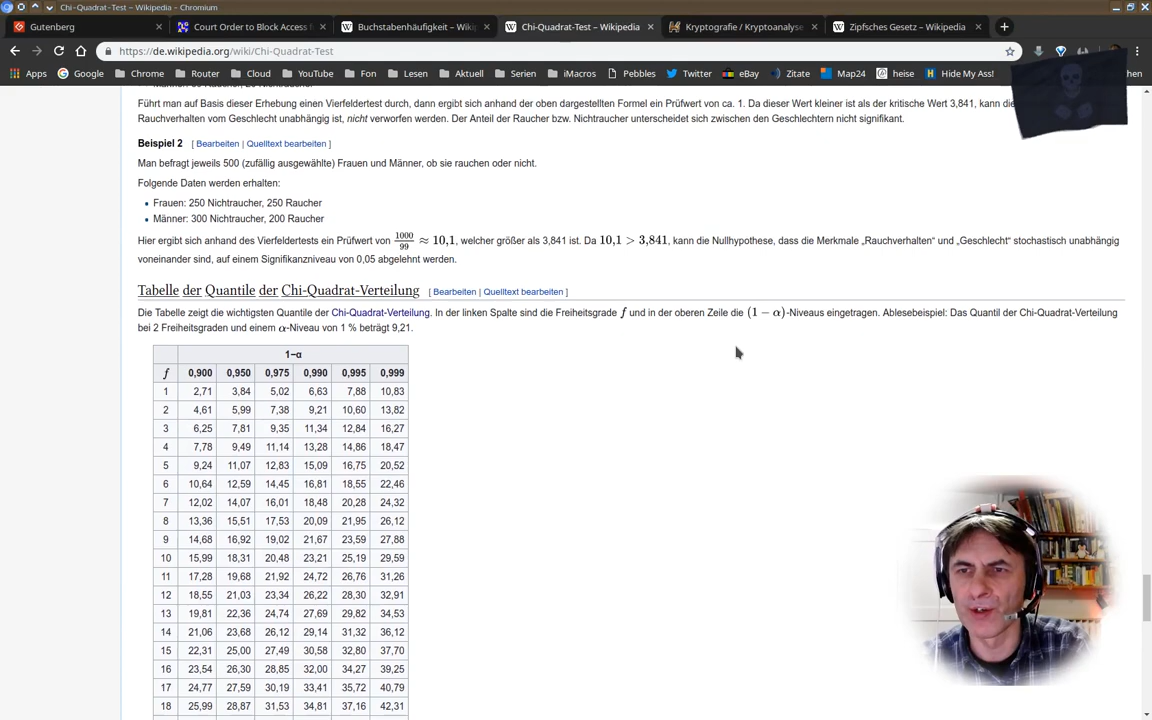 Chi-Quadrat-Test – Wikipedia - Chromium
Gutenberg
Court Order to Block Access
Buchstabenhäufigkeit – Wiki
Chi-Quadrat-Test – Wikipedia
Kryptografie / Kryptoanalyse
Zipfsches Gesetz – Wikipedia
https://de.wikipedia.org/wiki/Chi-Quadrat-Test
Apps Google Chrome Router Cloud YouTube Fon Lesen Aktuell Serien iMacros Pebbles Twitter eBay Zitate Map24 heise Hide My Ass!
Führt man auf Basis dieser Erhebung einen Vierfeldertest durch, dann ergibt sich anhand der oben dargestellten Formel ein Prüfwert von ca. 1. Da dieser Wert kleiner ist als der kritische Wert 3,841, kann di
Rauchverhalten vom Geschlecht unabhängig ist, nicht verworfen werden. Der Anteil der Raucher bzw. Nichtraucher unterscheidet sich zwischen den Geschlechtern nicht signifikant.
Beispiel 2 [ Bearbeiten | Quelltext bearbeiten ]
Man befragt jeweils 500 (zufällig ausgewählte) Frauen und Männer, ob sie rauchen oder nicht.
Folgende Daten werden erhalten:
• Frauen: 250 Nichtraucher, 250 Raucher
• Männer: 300 Nichtraucher, 200 Raucher
Hier ergibt sich anhand des Vierfeldertests ein Prüfwert von 1000/99 ≈ 10,1, welcher größer als 3,841 ist. Da 10,1 > 3,841, kann die Nullhypothese, dass die Merkmale „Rauchverhalten“ und „Geschlecht“ stochastisch unabhängig
voneinander sind, auf einem Signifikanzniveau von 0,05 abgelehnt werden.
Tabelle der Quantile der Chi-Quadrat-Verteilung [ Bearbeiten | Quelltext bearbeiten ]
Die Tabelle zeigt die wichtigsten Quantile der Chi-Quadrat-Verteilung. In der linken Spalte sind die Freiheitsgrade f und in der oberen Zeile die (1 − α)-Niveaus eingetragen. Ablesebeispiel: Das Quantil der Chi-Quadrat-Verteilung
bei 2 Freiheitsgraden und einem α-Niveau von 1 % beträgt 9,21.
1−α
f 0,900 0,950 0,975 0,990 0,995 0,999
1 2,71 3,84 5,02 6,63 7,88 10,83
2 4,61 5,99 7,38 9,21 10,60 13,82
3 6,25 7,81 9,35 11,34 12,84 16,27
4 7,78 9,49 11,14 13,28 14,86 18,47
5 9,24 11,07 12,83 15,09 16,75 20,52
6 10,64 12,59 14,45 16,81 18,55 22,46
7 12,02 14,07 16,01 18,48 20,28 24,32
8 13,36 15,51 17,53 20,09 21,95 26,12
9 14,68 16,92 19,02 21,67 23,59 27,88
10 15,99 18,31 20,48 23,21 25,19 29,59
11 17,28 19,68 21,92 24,72 26,76 31,26
12 18,55 21,03 23,34 26,22 28,30 32,91
13 19,81 22,36 24,74 27,69 29,82 34,53
14 21,06 23,68 26,12 29,14 31,32 36,12
15 22,31 25,00 27,49 30,58 32,80 37,70
16 23,54 26,30 28,85 32,00 34,27 39,25
17 24,77 27,59 30,19 33,41 35,72 40,79
18 25,99 28,87 31,53 34,81 37,16 42,31